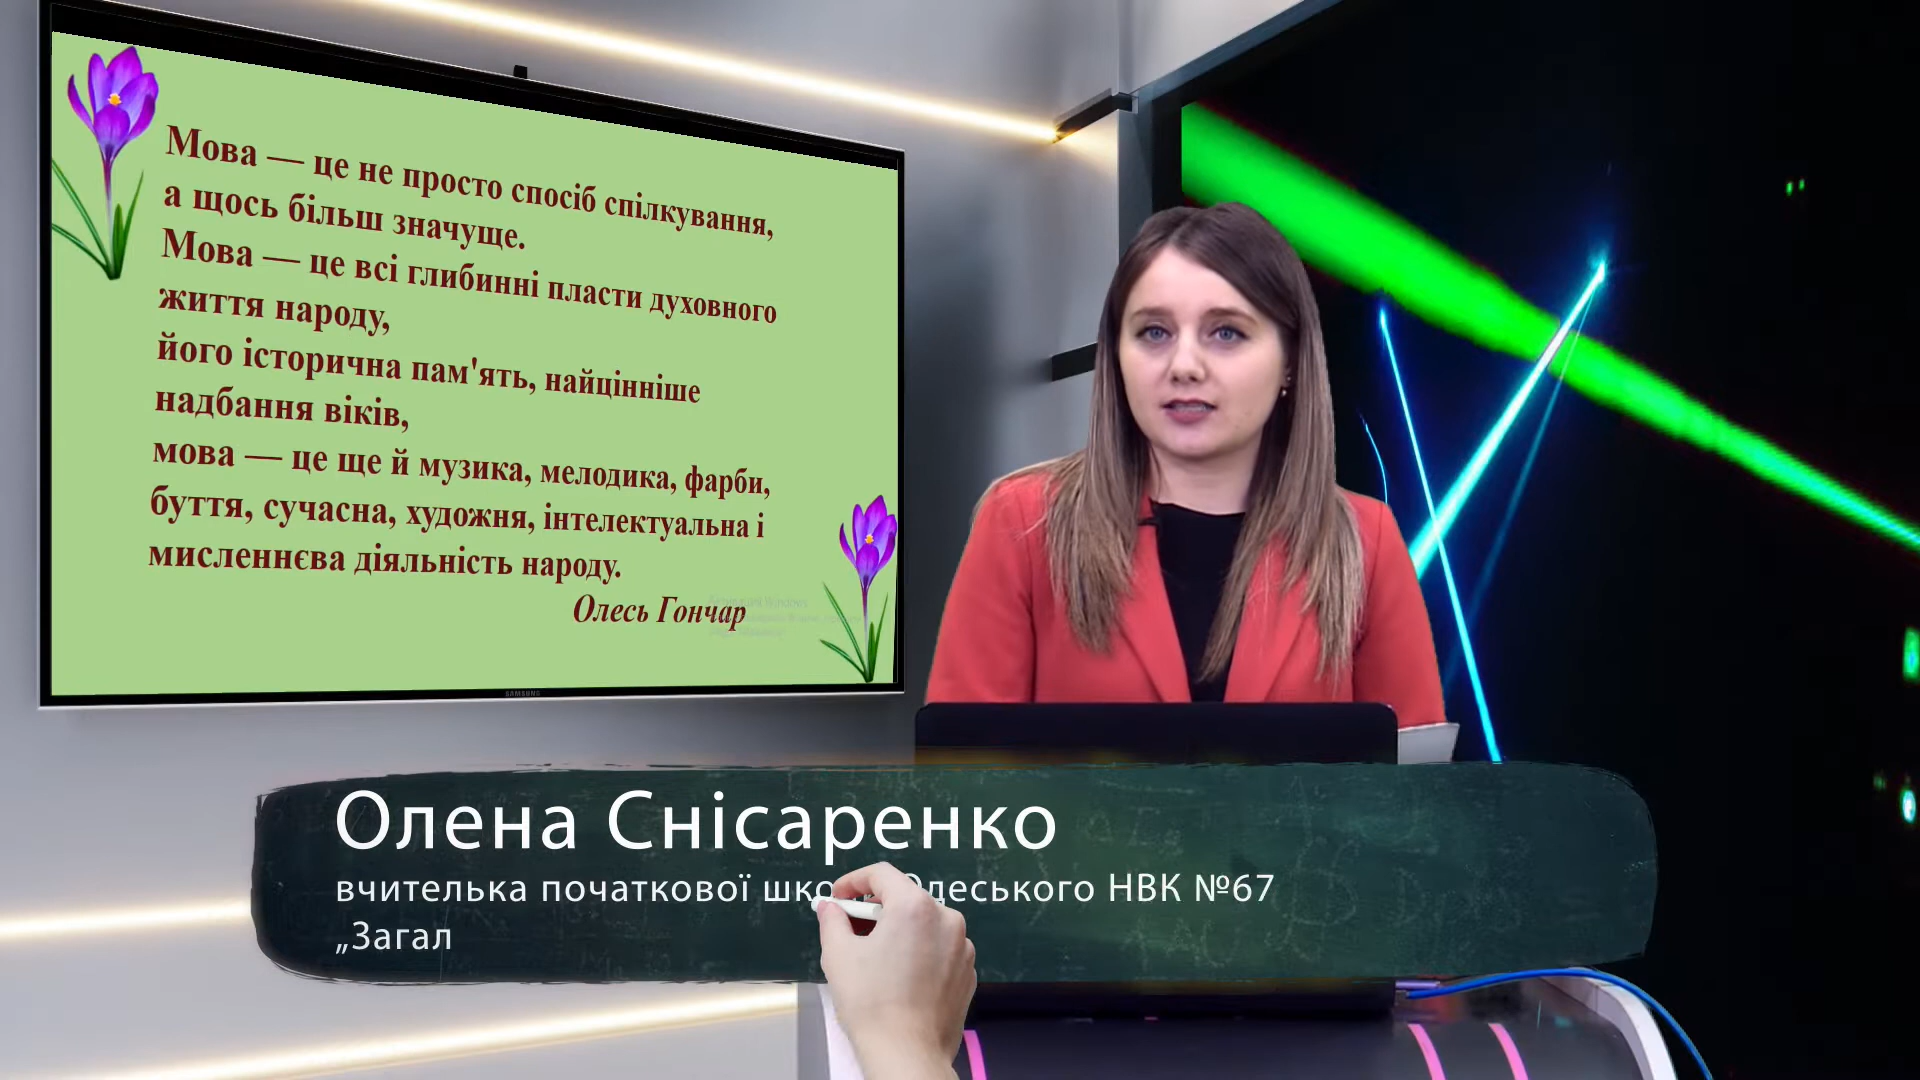 Мова — це не просто спосіб спілкування,
а щось більш значуще.
Мова — це всі глибинні пласти духовного
життя народу,
його історична пам'ять, найцінніше
надбання віків,
мова — це ще й музика, мелодика, фарби,
буття, сучасна, художня, інтелектуальна і
мисленнєва діяльність народу.
Олесь Гончар
SAMSUNG
Олена Снісаренко
вчителька початкової Одеського НВК №67
„Загал